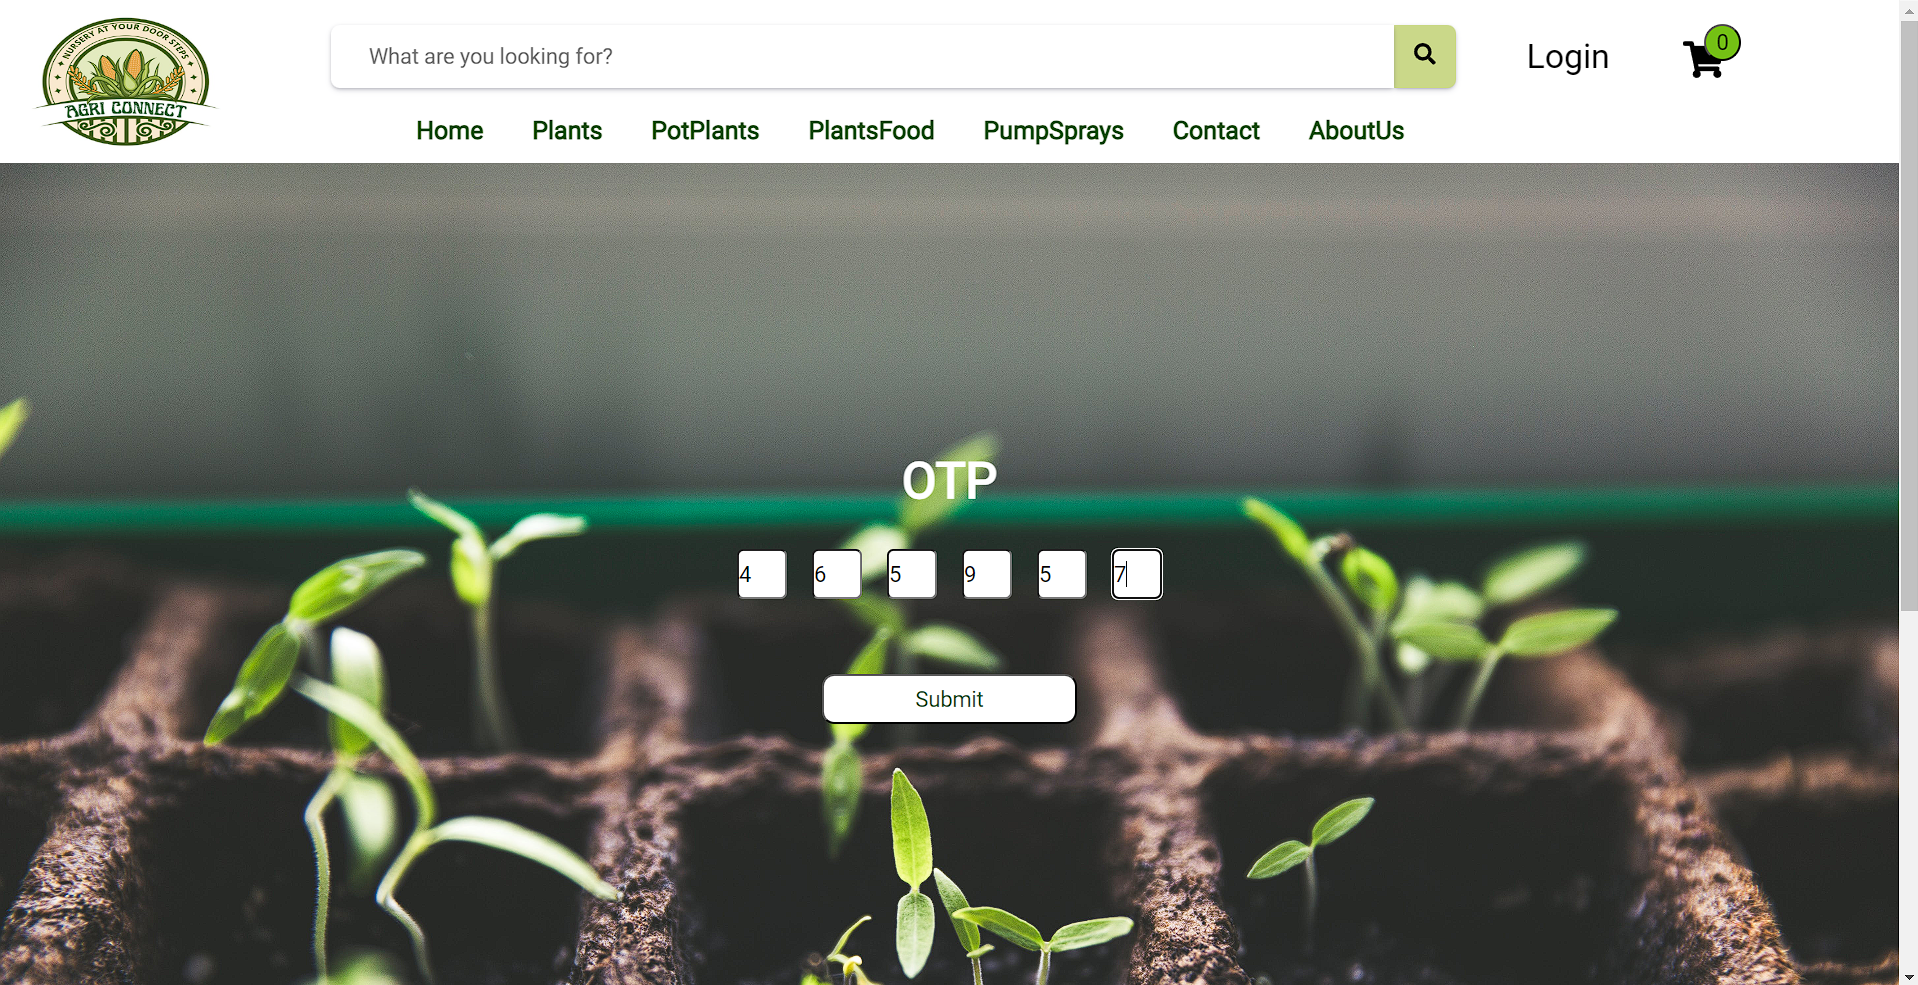 NURSERY AT YOUR DOOR STEPS
AGRI CONNECT
What are you looking for?
Login
0
Home Plants PotPlants PlantsFood PumpSprays Contact AboutUs
OTP
4 6 5 9 5 7
Submit